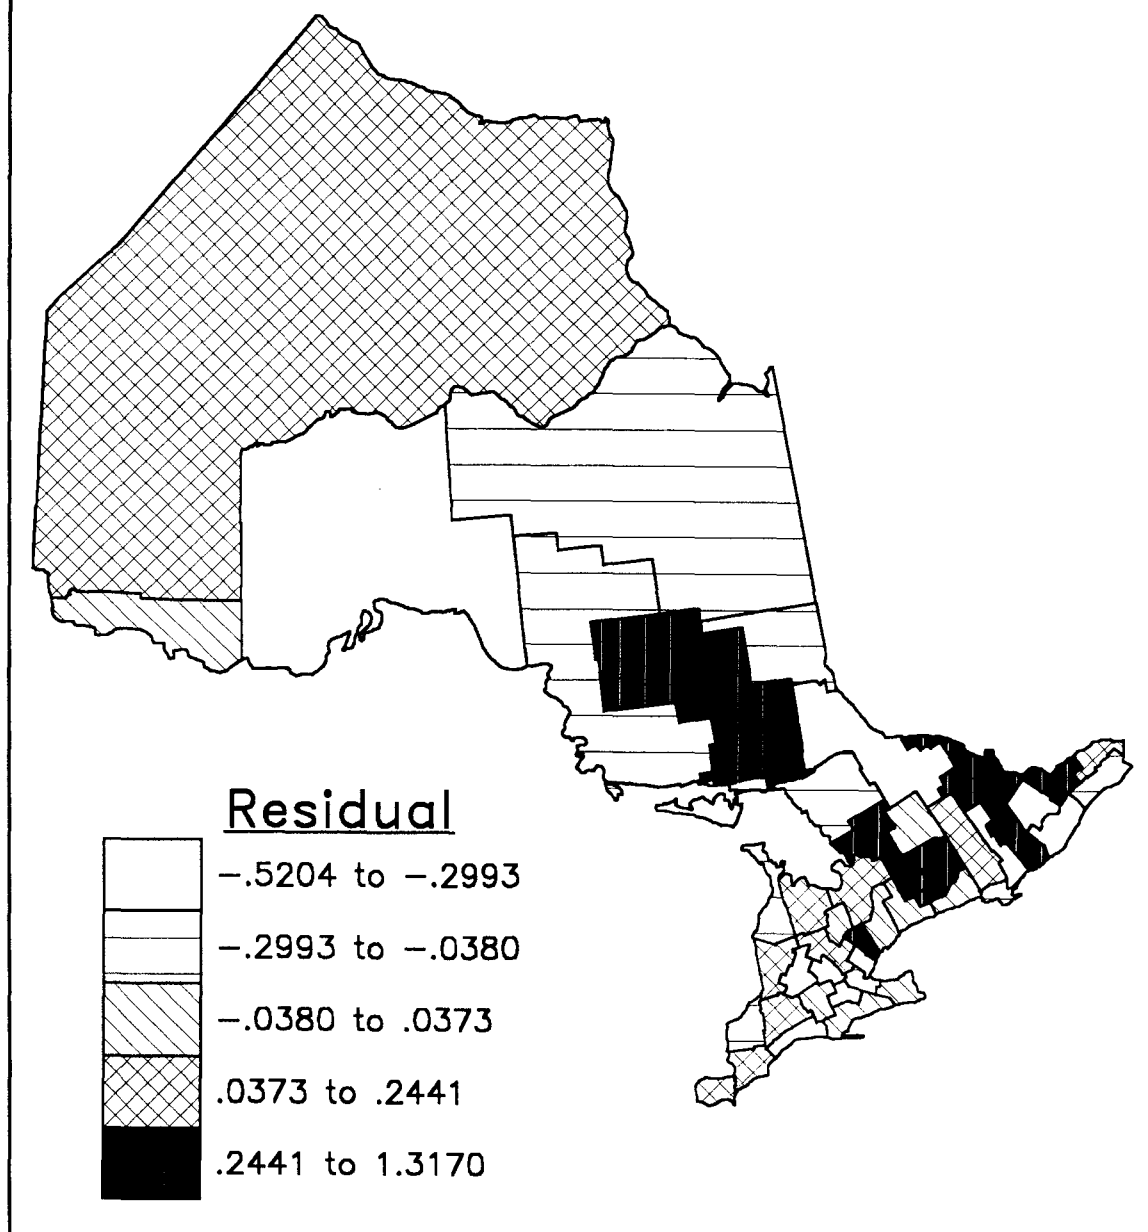 Residual
-.5204 to -.2993
-.2993 to -.0380
-.0380 to .0373
.0373 to .2441
.2441 to 1.3170